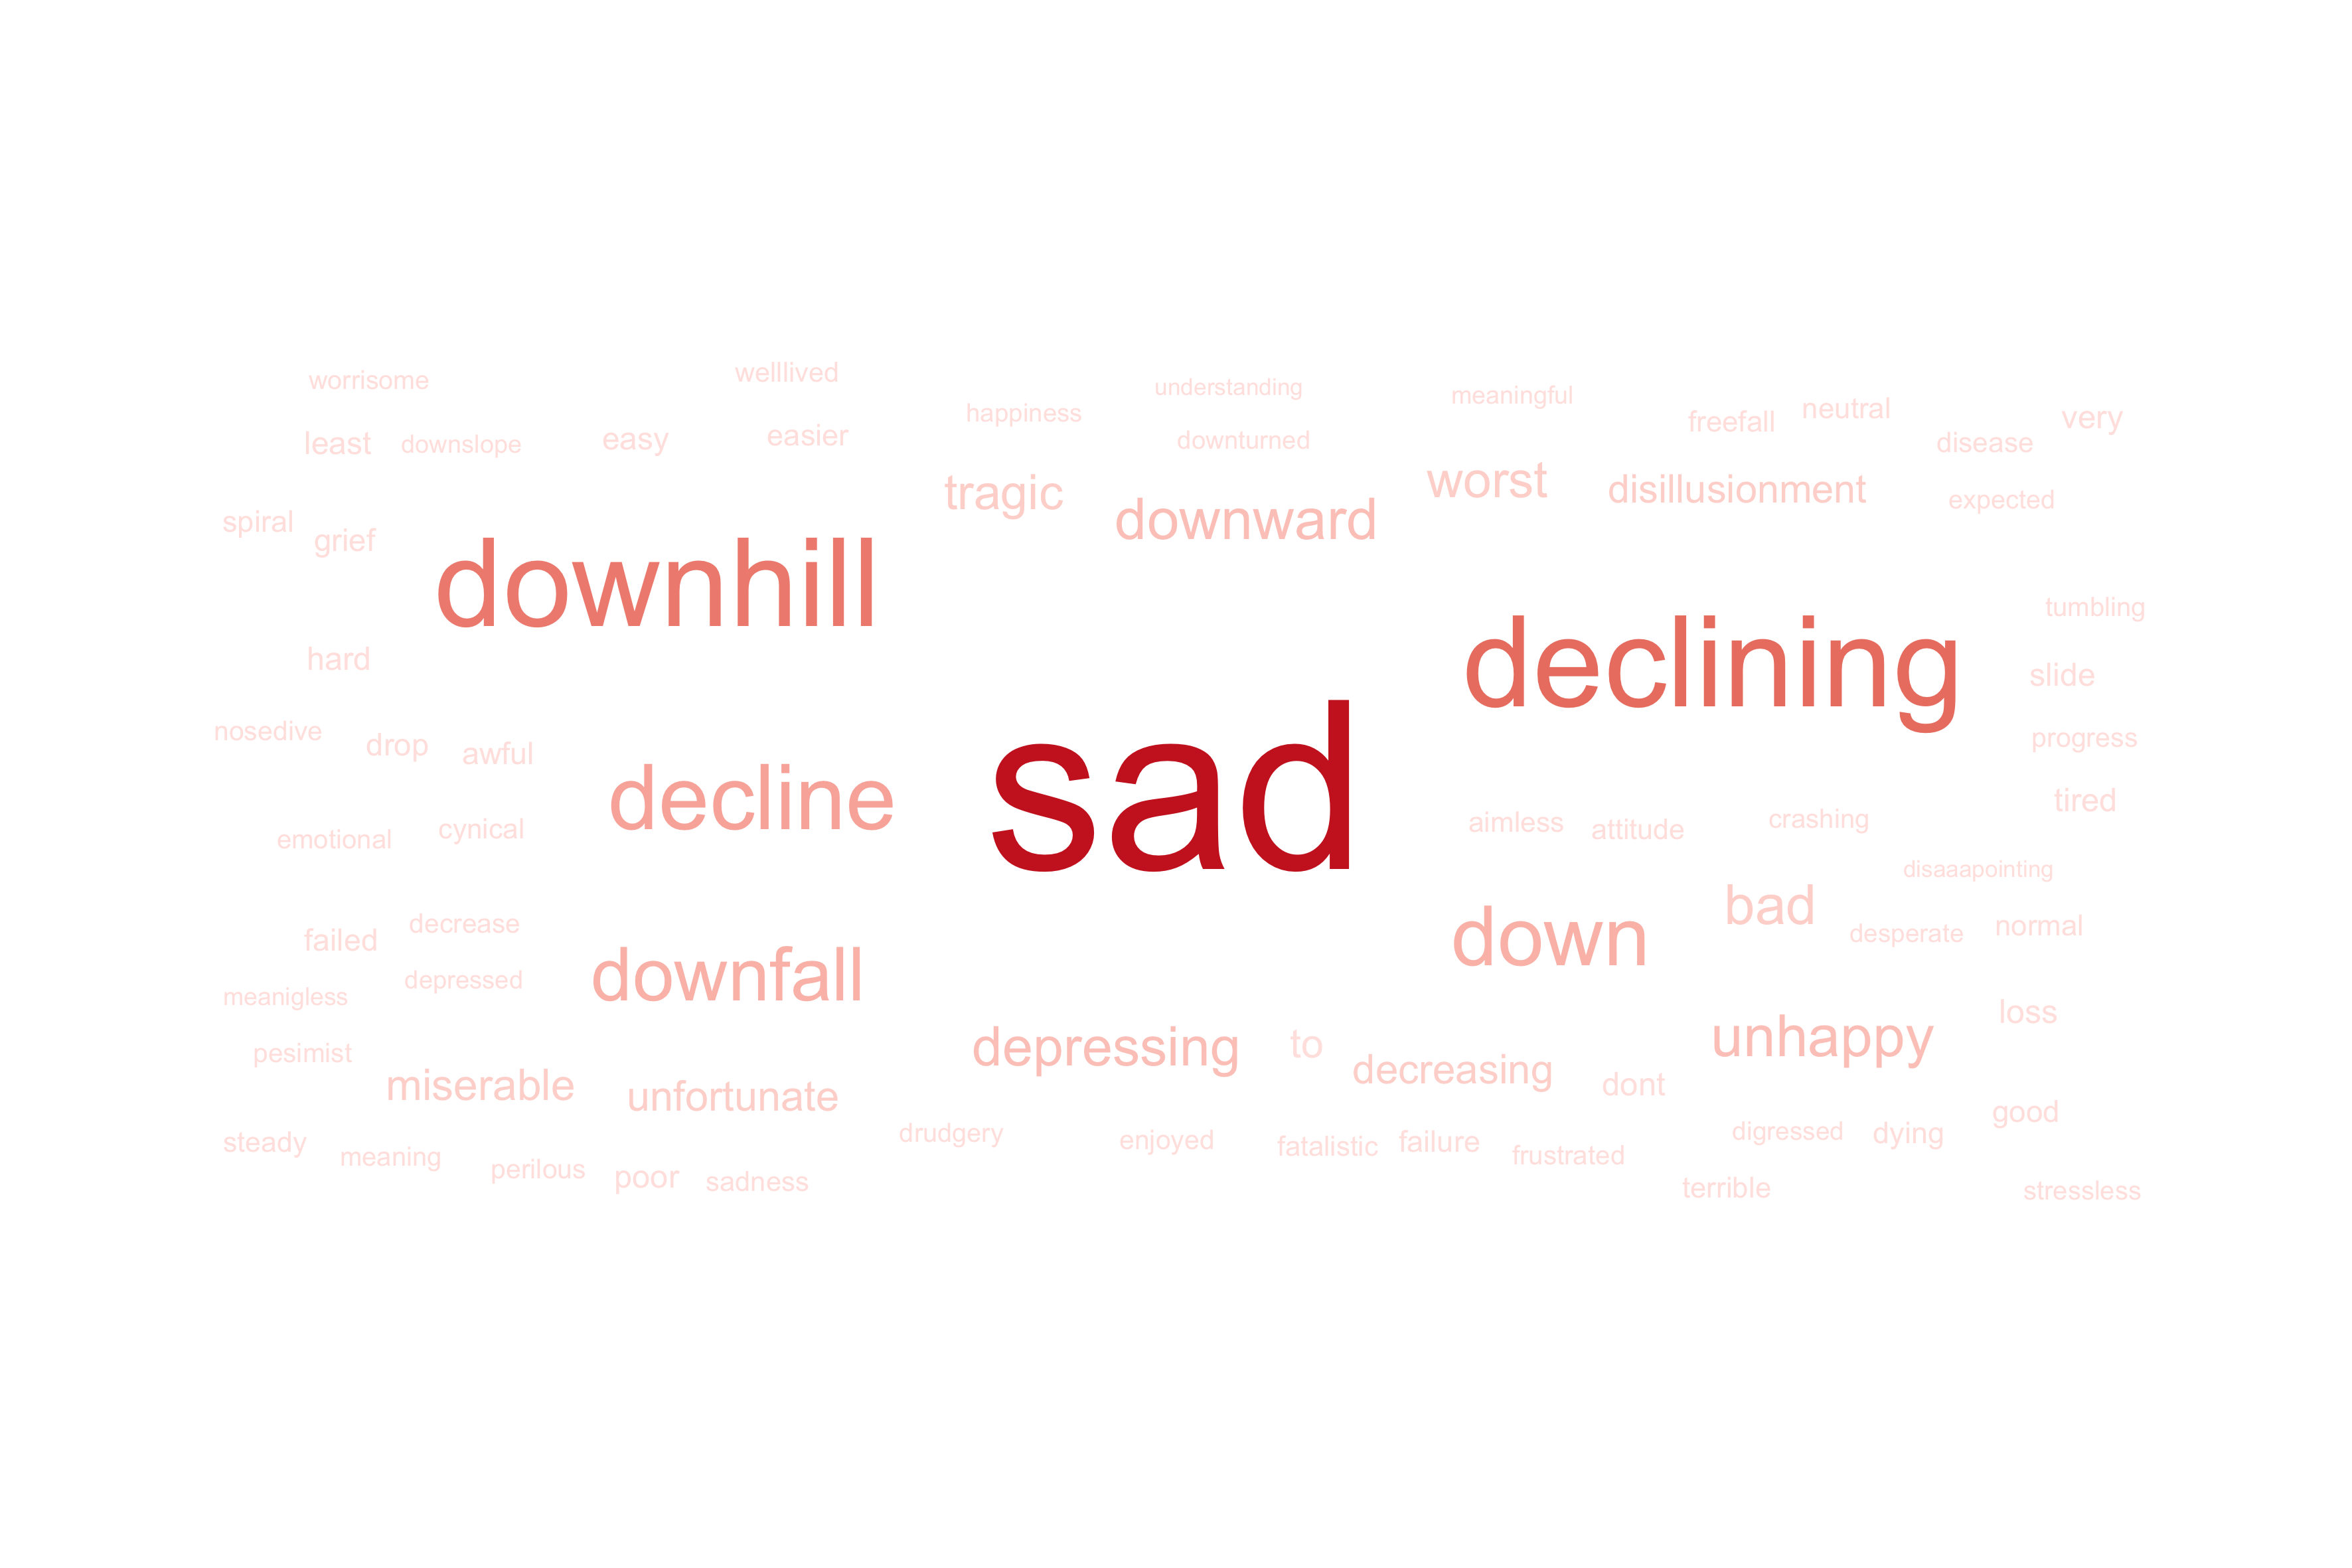 welllived
worrisome
understanding
meaningful
happiness
neutral
very
freefall
easier
easy
least
downslope
downturned
disease
worst
disillusionment
tragic
expected
downward
spiral
grief
downhill
tumbling
hard
declining
slide
nosedive
drop
awful
progress
sad
decline
tired
emotional
cynical
aimless
attitude
crashing
disaaapointing
bad
decrease
failed
down
desperate
normal
downfall
depressed
meanigless
loss
pesimist
depressing
to
unhappy
decreasing
miserable
unfortunate
dont
good
steady
drudgery
enjoyed
fatalistic
failure
digressed
dying
meaning
frustrated
perilous
poor
sadness
terrible
stressless